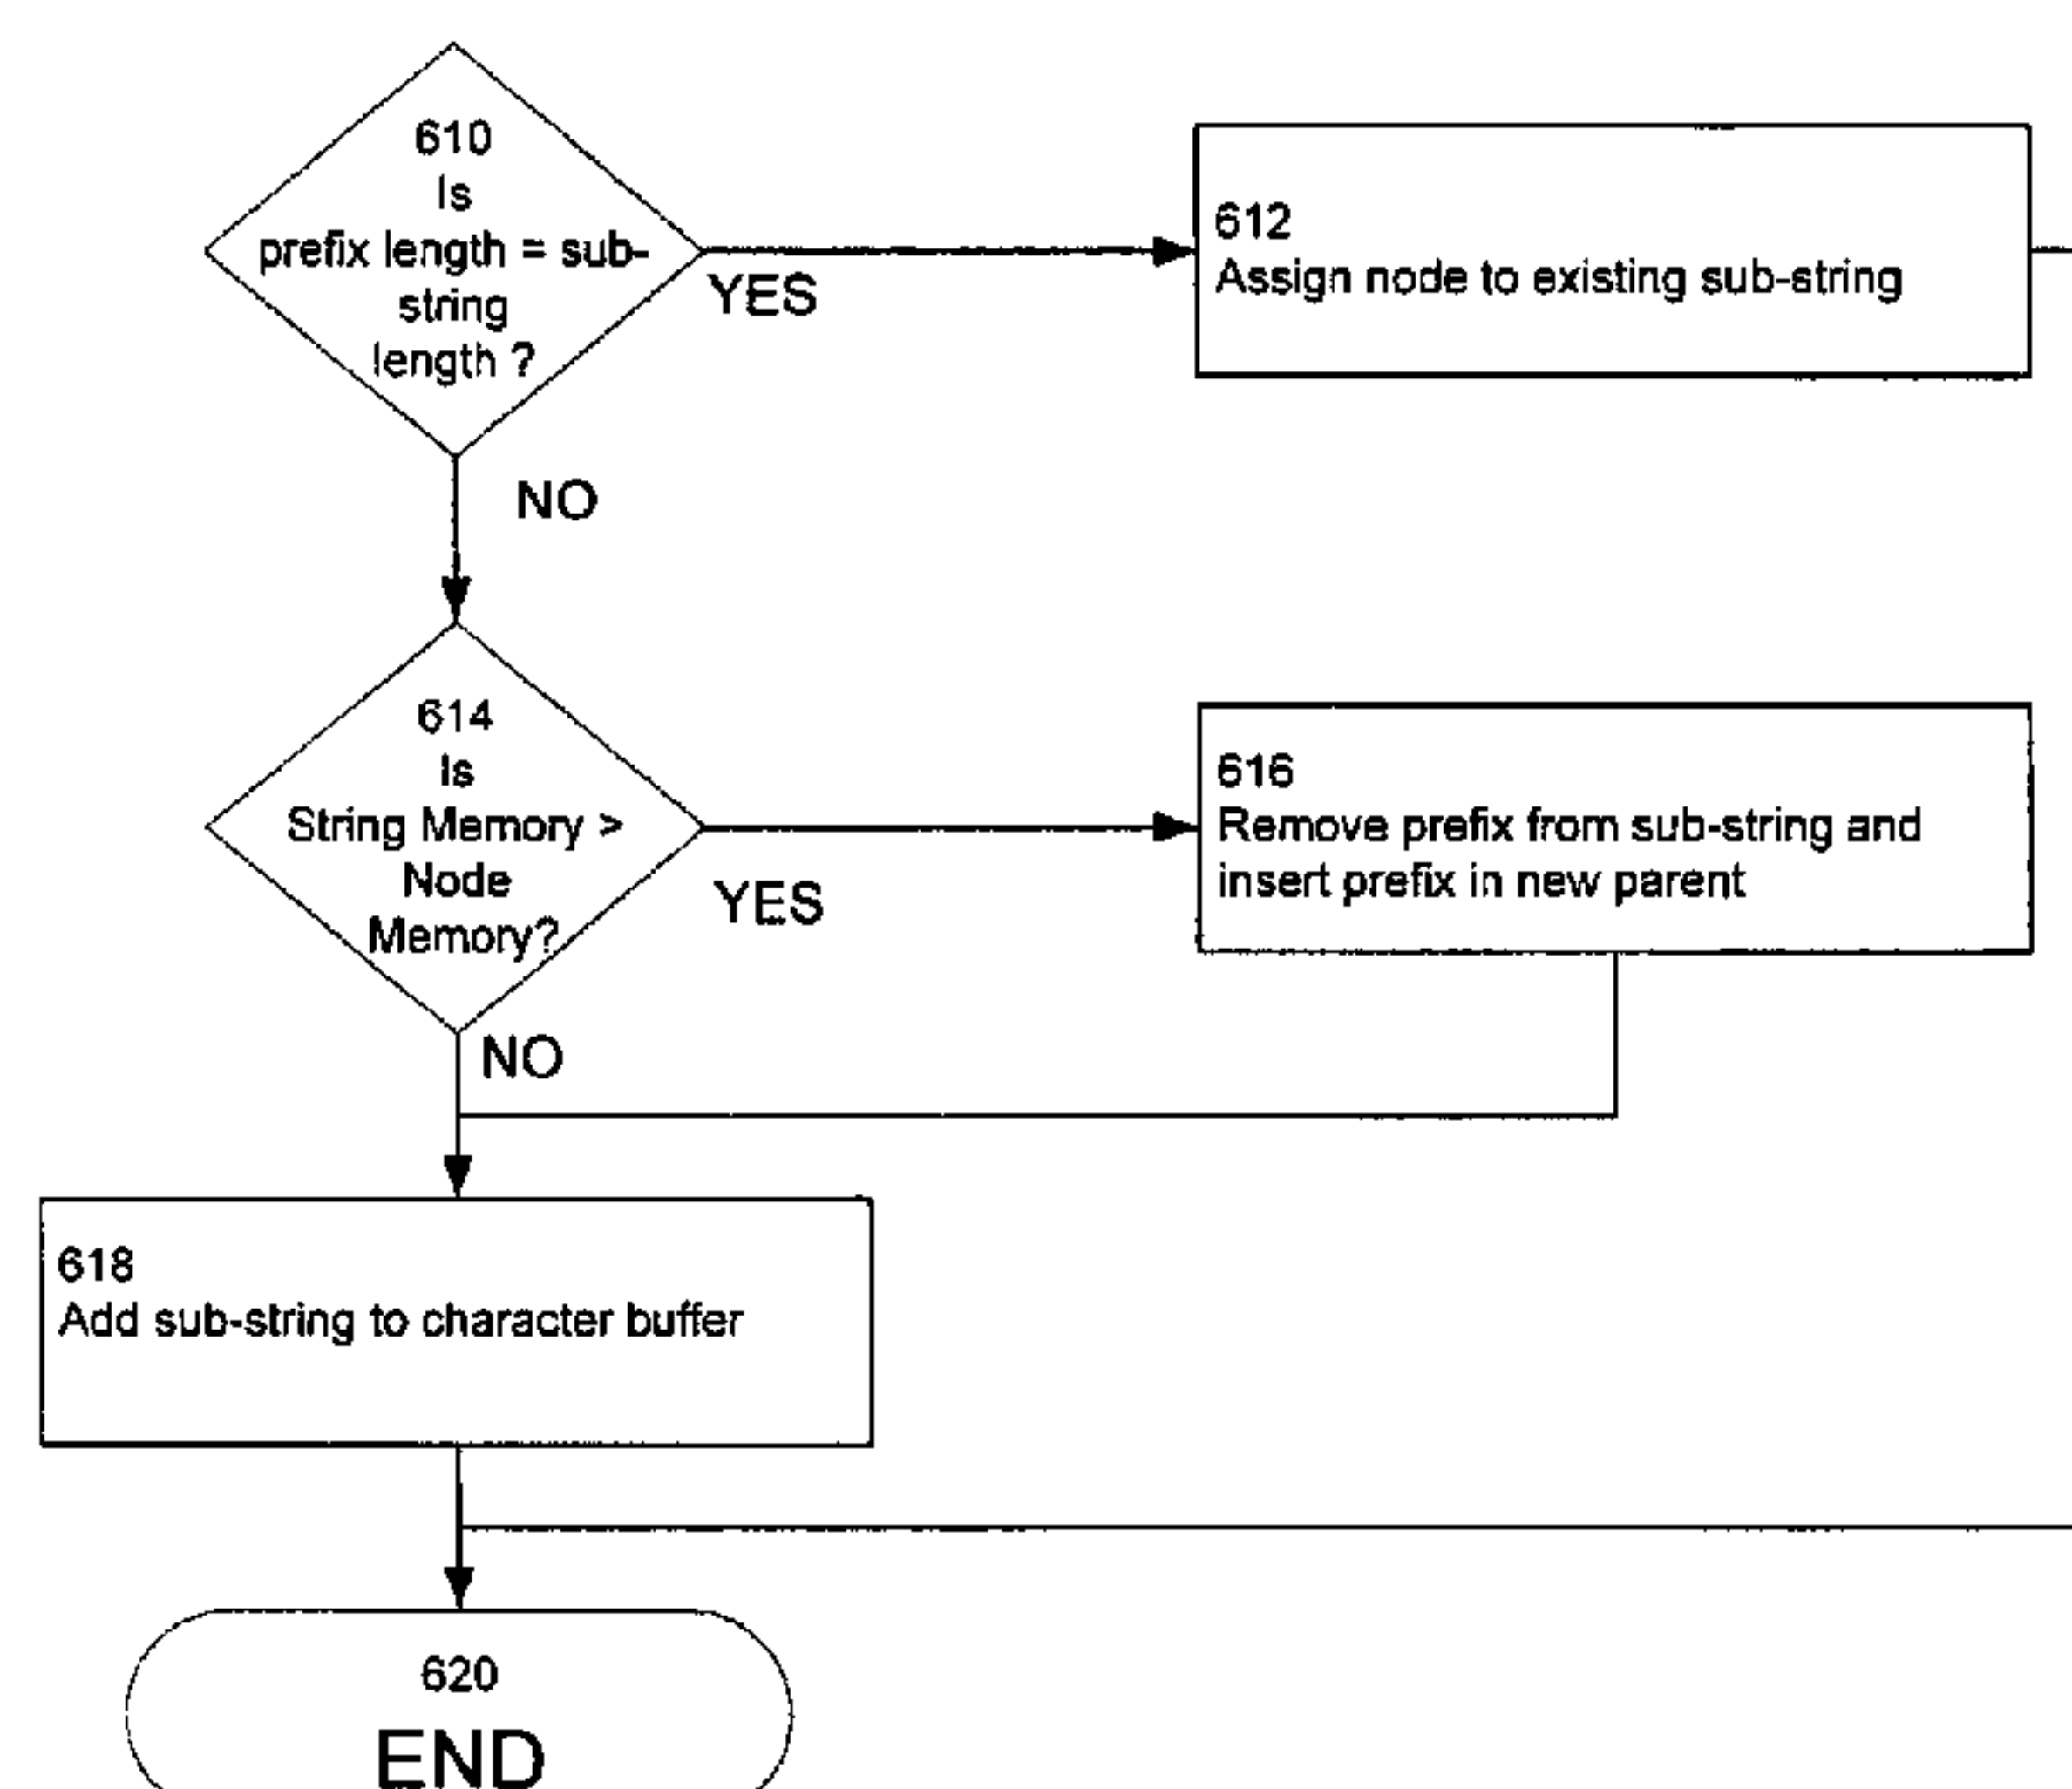 610
Is
prefix length = sub-
string
length ?
YES
612
Assign node to existing sub-string
NO
614
Is
String Memory >
Node
Memory?
YES
616
Remove prefix from sub-string and
insert prefix in new parent
NO
618
Add sub-string to character buffer
620
END